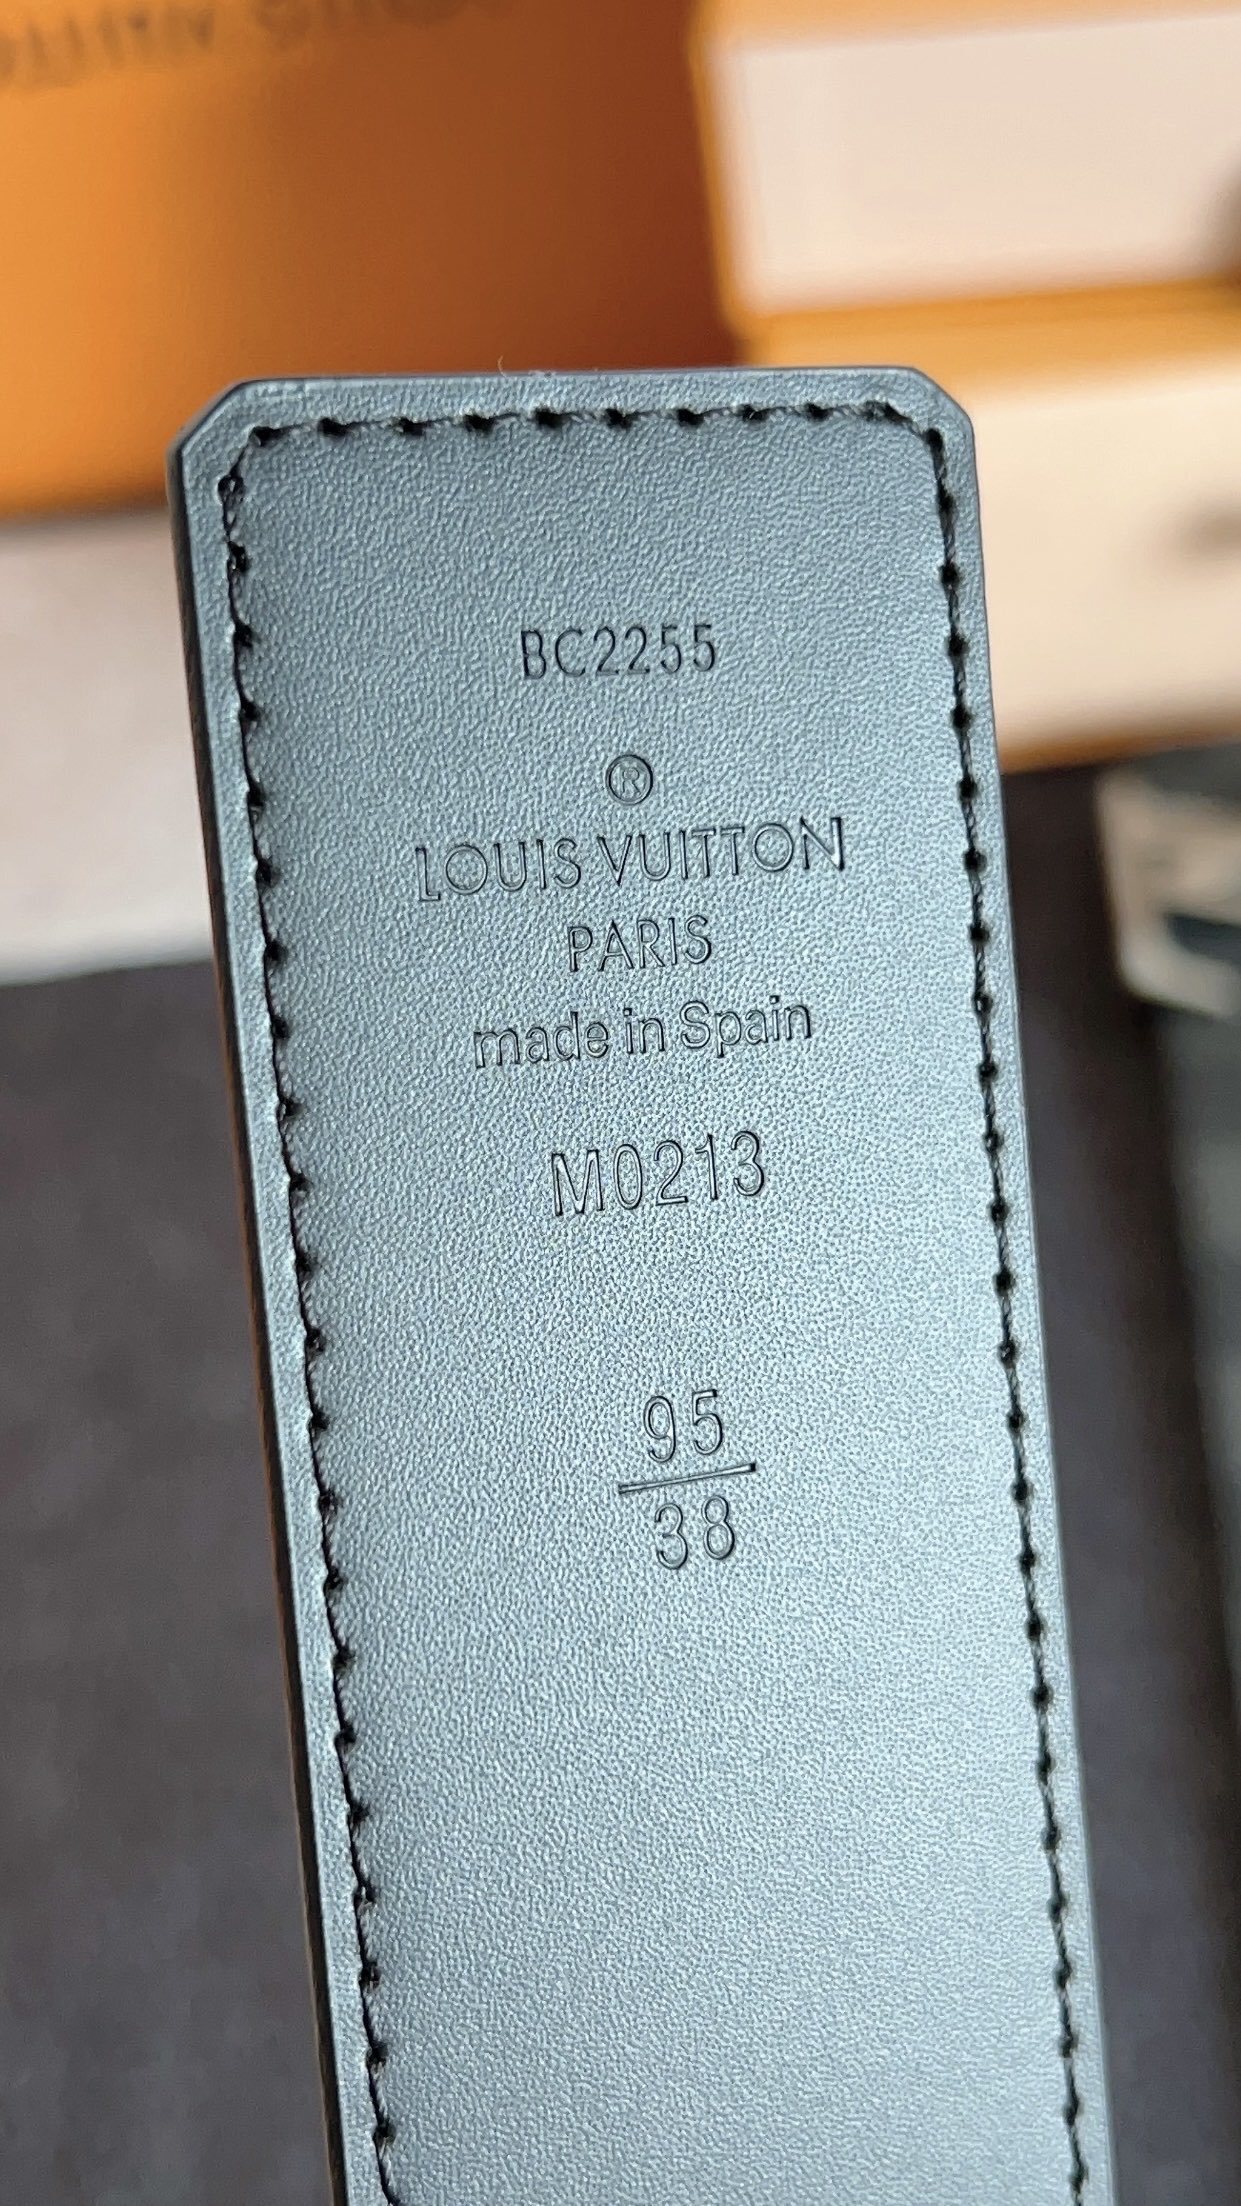 BC2255
®
LOUIS VUITTON
PARIS
made in Spain
M0213
95
38